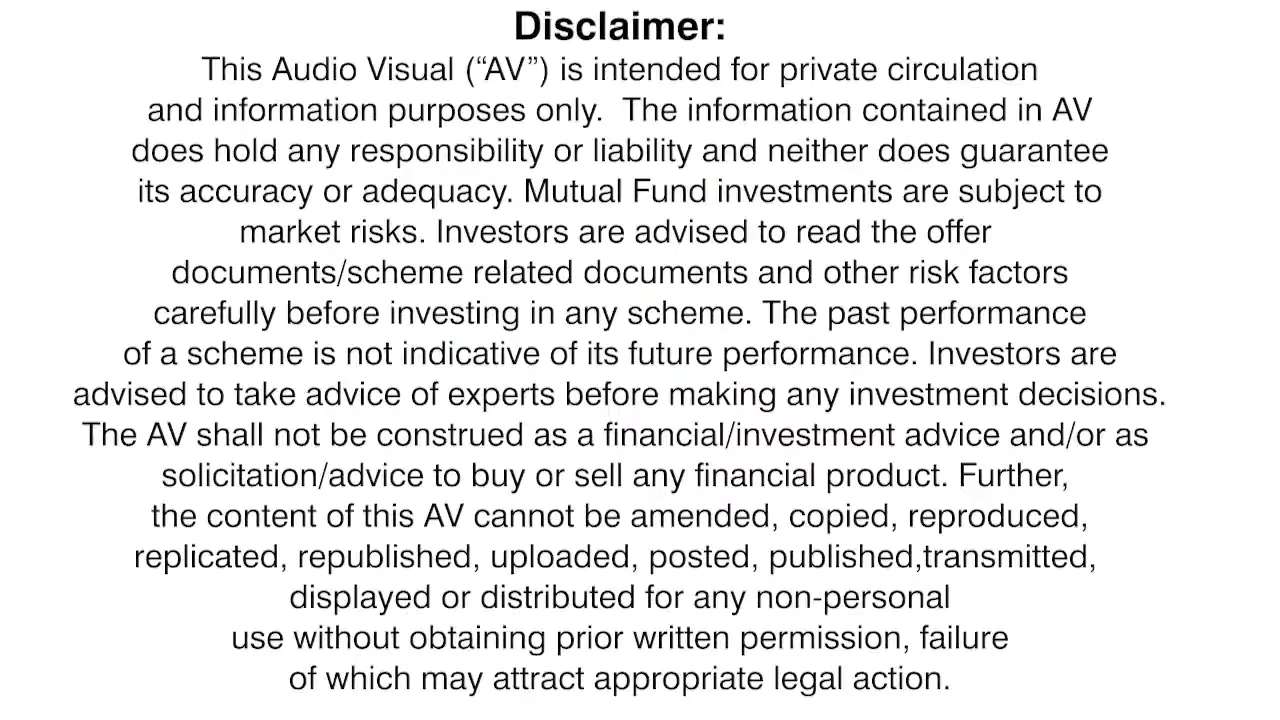 Disclaimer:
This Audio Visual (“AV”) is intended for private circulation
and information purposes only.  The information contained in AV
does hold any responsibility or liability and neither does guarantee
its accuracy or adequacy. Mutual Fund investments are subject to
market risks. Investors are advised to read the offer
documents/scheme related documents and other risk factors
carefully before investing in any scheme. The past performance
of a scheme is not indicative of its future performance. Investors are
advised to take advice of experts before making any investment decisions.
The AV shall not be construed as a financial/investment advice and/or as
solicitation/advice to buy or sell any financial product. Further,
the content of this AV cannot be amended, copied, reproduced,
replicated, republished, uploaded, posted, published,transmitted,
displayed or distributed for any non-personal
use without obtaining prior written permission, failure
of which may attract appropriate legal action.